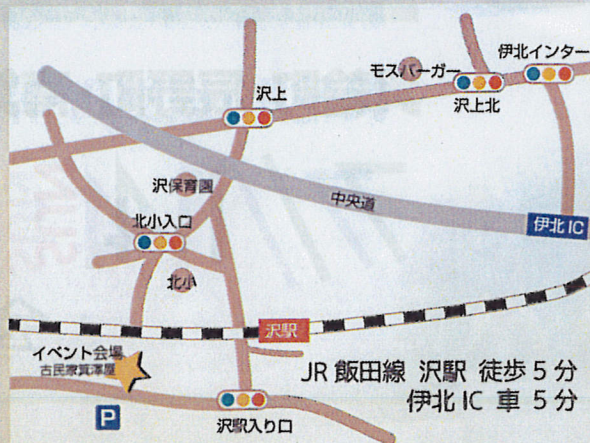 伊北インター
モスバーガー
沢上
沢上北
沢保育園
中央道
北小入口
伊北IC
北小
沢駅
イベント会場
古民家箕澤屋
JR 飯田線 沢駅 徒歩 5 分
伊北 IC 車 5 分
P
沢駅入り口